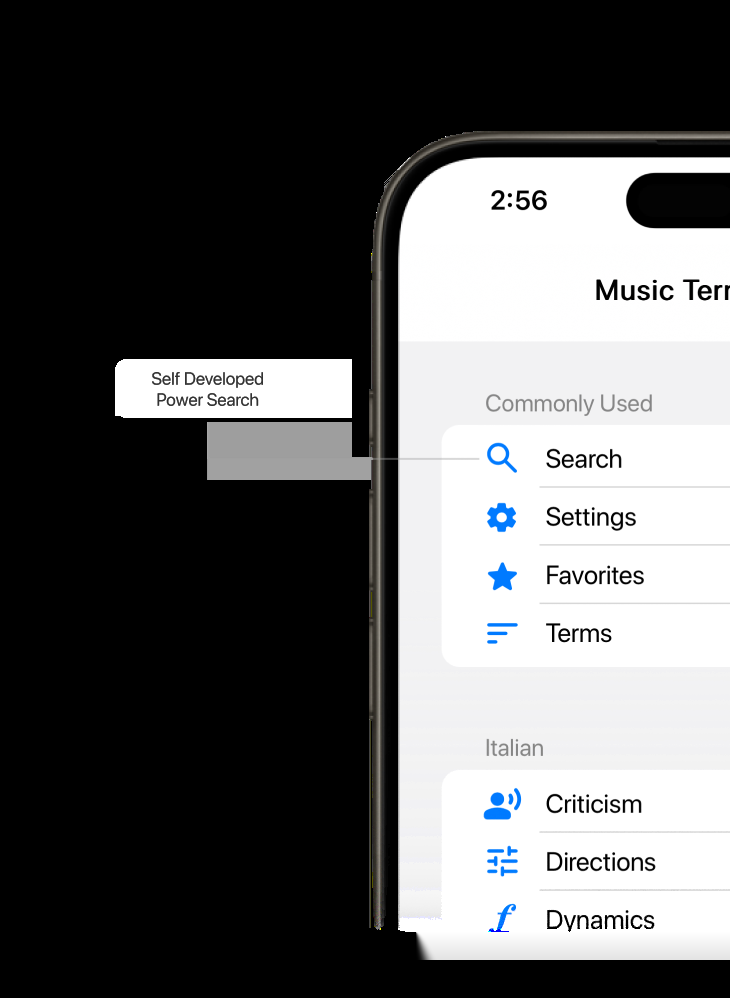 2:56
Music Terr
Self Developed
Power Search
Commonly Used
Search
Settings
Favorites
Terms
Italian
Criticism
Directions
Dynamics